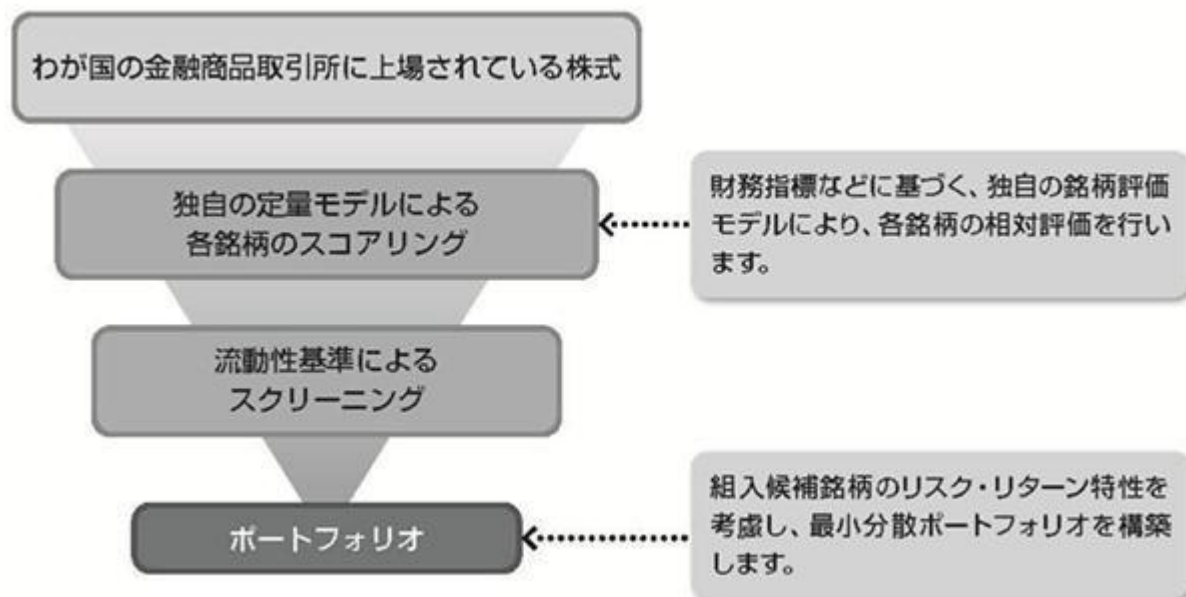 わが国の金融商品取引所に上場されている株式
独自の定量モデルによる
各銘柄のスコアリング
財務指標などに基づく、独自の銘柄評価
モデルにより、各銘柄の相対評価を行い
ます。
流動性基準による
スクリーニング
ポートフォリオ
組入候補銘柄のリスク・リターン特性を
考慮し、最小分散ポートフォリオを構築
します。